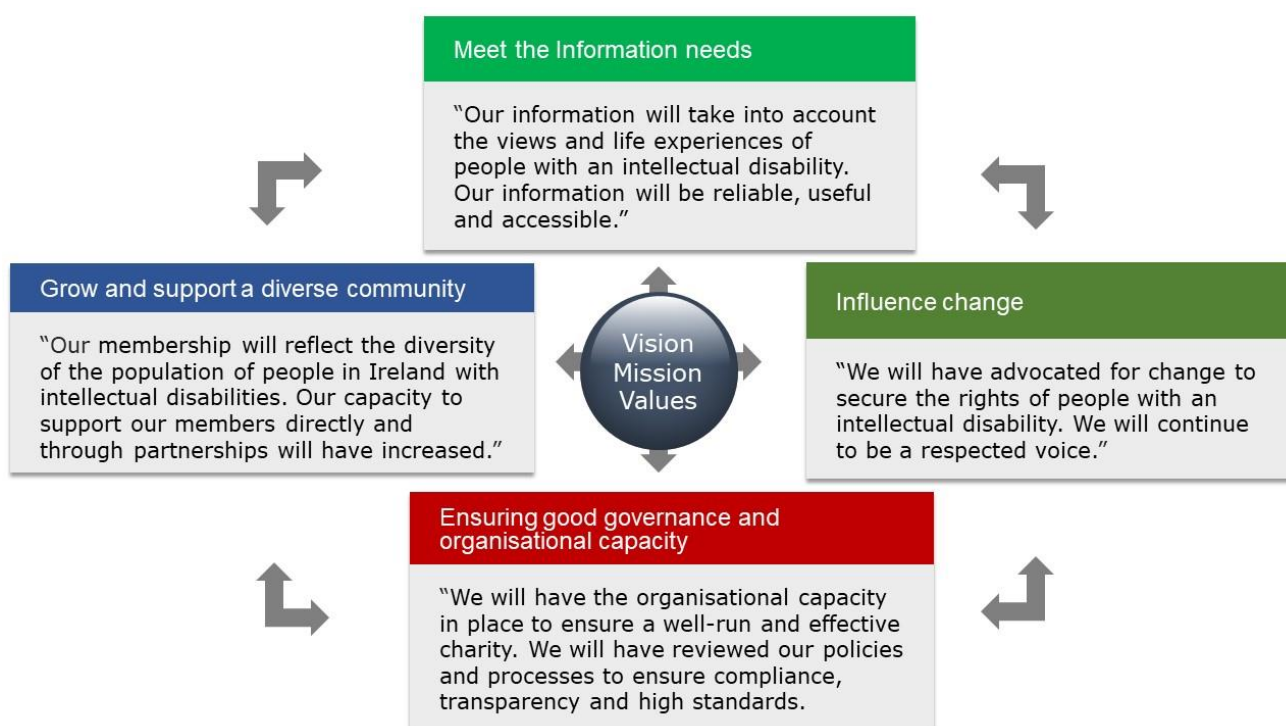 Meet the Information needs
“Our information will take into account
the views and life experiences of
people with an intellectual disability.
Our information will be reliable, useful
and accessible.”
Grow and support a diverse community
“Our membership will reflect the diversity
of the population of people in Ireland with
intellectual disabilities. Our capacity to
support our members directly and
through partnerships will have increased.”
Vision
Mission
Values
Influence change
“We will have advocated for change to
secure the rights of people with an
intellectual disability. We will continue
to be a respected voice.”
Ensuring good governance and
organisational capacity
“We will have the organisational capacity
in place to ensure a well-run and effective
charity. We will have reviewed our policies
and processes to ensure compliance,
transparency and high standards.